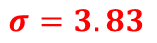 σ = 3.83